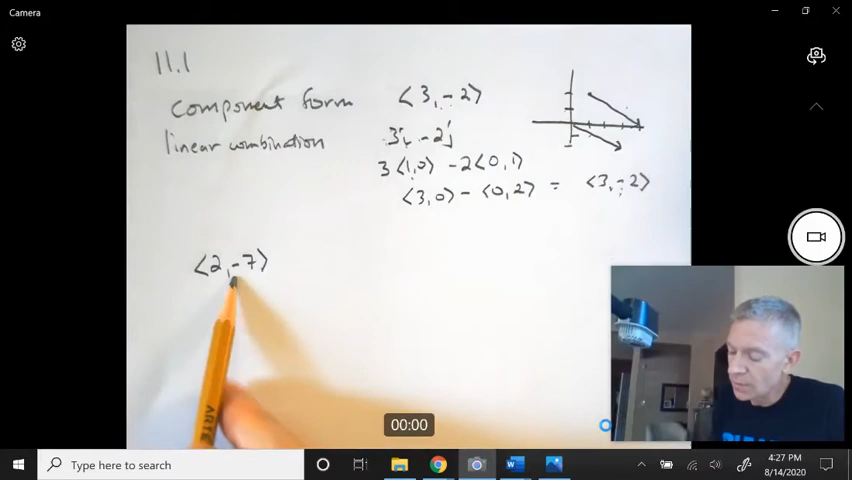 Camera
11.1
component form
linear combination
⟨3, -2⟩
3i, -2j
3⟨1,0⟩ -2⟨0,1⟩
⟨3,0⟩ - ⟨0,2⟩ = ⟨3,-2⟩
⟨2,-7⟩
ARTE
00:00
Type here to search
4:27 PM
8/14/2020